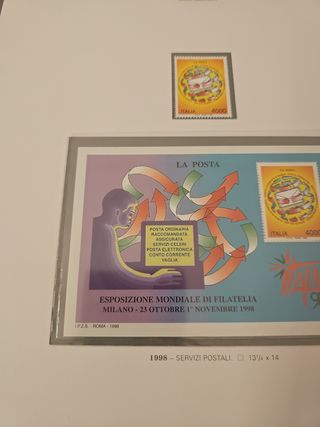 ITALIA 4000
LA POSTA
POSTA ORDINARIA
RACCOMANDATA
ASSICURATA
SERVIZI CELERI
POSTA ELETTRONICA
CONTO CORRENTE
VAGLIA
ITALIA 4000
ESPOSIZIONE MONDIALE DI FILATELIA
MILANO - 23 OTTOBRE 1° NOVEMBRE 1998
I.P.Z.S. - ROMA - 1998
1998 – SERVIZI POSTALI. □ 13¼ x 14